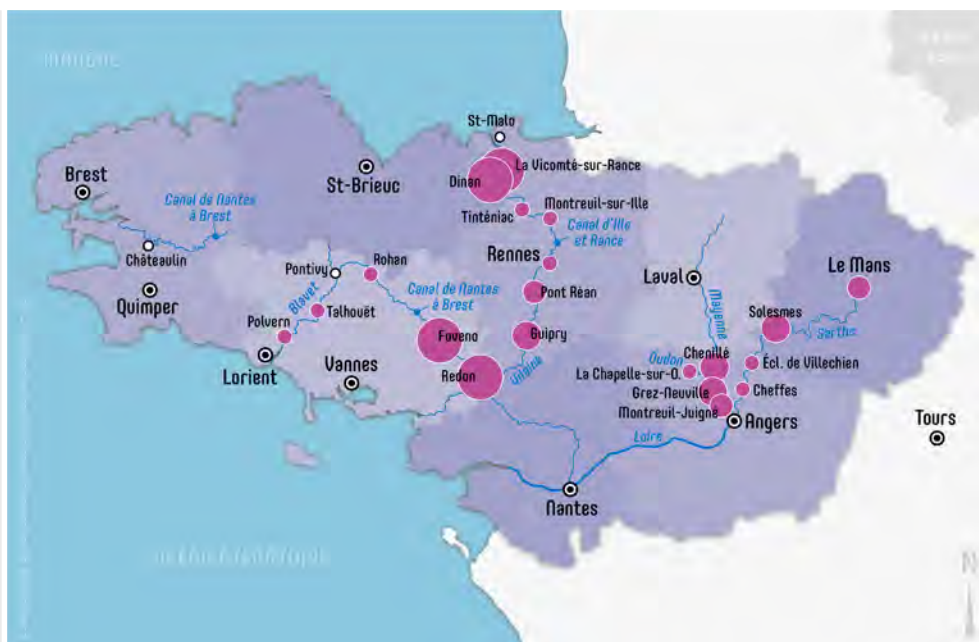 MANCHE
St-Malo
La Vicomté-sur-Rance
Dinan
Brest
St-Brieuc
Canal de Nantes
à Brest
Tinténiac
Montreuil-sur-Ille
Canal d'Ille
et Rance
Châteaulin
Rennes
Pontivy
Rohan
Laval
Le Mans
Quimper
Blavet
Canal de Nantes
à Brest
Pont Réan
Mayenne
Talhouët
Solesmes
Polvern
Guipry
Sarthe
Foveno
Chenillé
Lorient
Vannes
Oudon
Écl. de Villechien
La Chapelle-sur-O.
Redon
Vilaine
Grez-Neuville
Cheffes
Montreuil-Juigné
Angers
Tours
Loire
Nantes
N